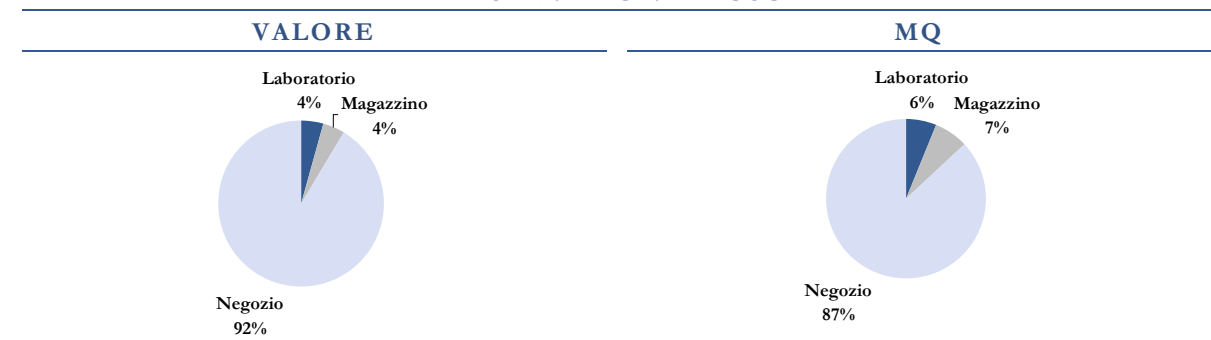 VALORE
Laboratorio
4%
Magazzino
4%
Negozio
92%
MQ
Laboratorio
6%
Magazzino
7%
Negozio
87%